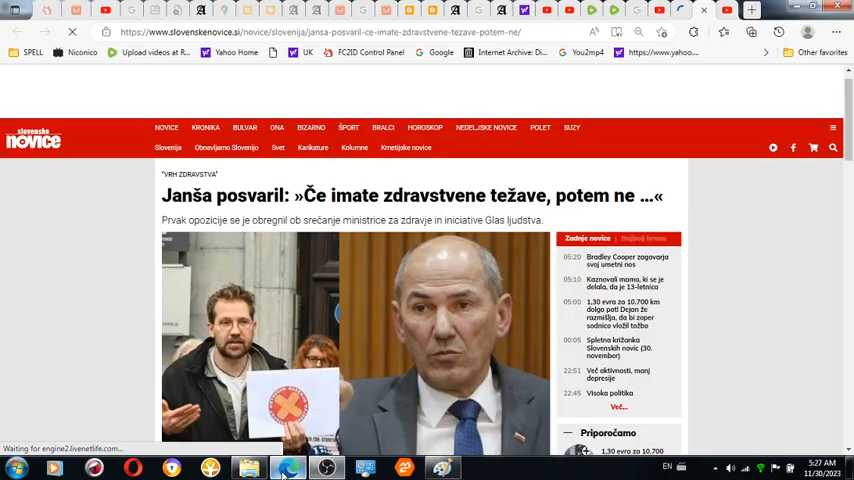 https://www.slovenskenovice.si/novice/slovenija/jansa-posvaril-ce-imate-zdravstvene-tezave-potem-ne/
SPELL Niconico Upload videos at R... Yahoo Home UK FC2ID Control Panel Google Internet Archive: Di... You2mp4 https://www.yahoo.... Other favorites
slovenske novice
NOVICE KRONIKA BULVAR ONA BIZARNO ŠPORT BRALCI HOROSKOP NEDELJSKE NOVICE POLET SUZY
Slovenija Obnavljamo Slovenijo Svet Karikature Kolumne Kmetijske novice
"VRH ZDRAVSTVA"
Janša posvaril: »Če imate zdravstvene težave, potem ne …«
Prvak opozicije se je obregnil ob srečanje ministrice za zdravje in iniciative Glas ljudstva.
Zadnje novice | Najbolj brano
05:20 Bradley Cooper zagovarja
svoj umetni nos
05:10 Kaznovali mamo, ki se je
delala, da je 13-letnica
05:00 1,30 evra za 10.700 km
dolgo pot! Dejan že
razmišlja, da bi zoper
sodnico vložil tožbo
00:05 Spletna križanka
Slovenskih novic (30.
november)
22:51 Več aktivnosti, manj
depresije
22:45 Visoka politika
Več...
Priporočamo
1,30 evra za 10.700
Waiting for engine2.livenetlife.com...
EN
5:27 AM
11/30/2023